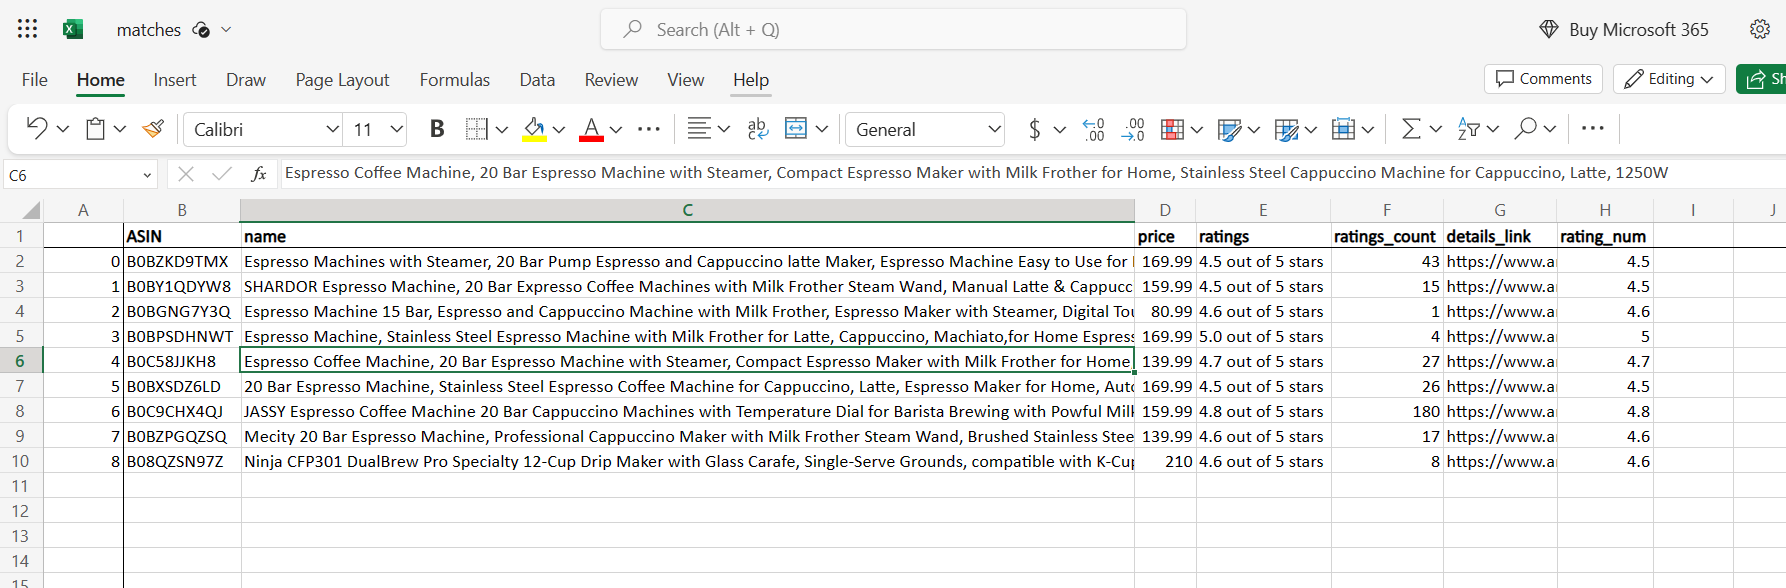 matches
Search (Alt + Q)
Buy Microsoft 365
File Home Insert Draw Page Layout Formulas Data Review View Help
Comments Editing Sh
Calibri 11 B A ab General $ .00 .00
C6 fx Espresso Coffee Machine, 20 Bar Espresso Machine with Steamer, Compact Espresso Maker with Milk Frother for Home, Stainless Steel Cappuccino Machine for Cappuccino, Latte, 1250W
A B C D E F G H I J
1 ASIN name price ratings ratings_count details_link rating_num
2 0 B0BZKD9TMX Espresso Machines with Steamer, 20 Bar Pump Espresso and Cappuccino latte Maker, Espresso Machine Easy to Use for 169.99 4.5 out of 5 stars 43 https://www.a 4.5
3 1 B0BY1QDYW8 SHARDOR Espresso Machine, 20 Bar Expresso Coffee Machines with Milk Frother Steam Wand, Manual Latte & Cappucc 159.99 4.5 out of 5 stars 15 https://www.a 4.5
4 2 B0BGNG7Y3Q Espresso Machine 15 Bar, Espresso and Cappuccino Machine with Milk Frother, Espresso Maker with Steamer, Digital Tou 80.99 4.6 out of 5 stars 1 https://www.a 4.6
5 3 B0BPSDHNWT Espresso Machine, Stainless Steel Espresso Machine with Milk Frother for Latte, Cappuccino, Machiato,for Home Espress 169.99 5.0 out of 5 stars 4 https://www.a 5
6 4 B0C58JJKH8 Espresso Coffee Machine, 20 Bar Espresso Machine with Steamer, Compact Espresso Maker with Milk Frother for Home 139.99 4.7 out of 5 stars 27 https://www.a 4.7
7 5 B0BXSDZ6LD 20 Bar Espresso Machine, Stainless Steel Espresso Coffee Machine for Cappuccino, Latte, Espresso Maker for Home, Auto 169.99 4.5 out of 5 stars 26 https://www.a 4.5
8 6 B0C9CHX4QJ JASSY Espresso Coffee Machine 20 Bar Cappuccino Machines with Temperature Dial for Barista Brewing with Powful Milk 159.99 4.8 out of 5 stars 180 https://www.a 4.8
9 7 B0BZPGQZSQ Mecity 20 Bar Espresso Machine, Professional Cappuccino Maker with Milk Frother Steam Wand, Brushed Stainless Stee 139.99 4.6 out of 5 stars 17 https://www.a 4.6
10 8 B08QZSN97Z Ninja CFP301 DualBrew Pro Specialty 12-Cup Drip Maker with Glass Carafe, Single-Serve Grounds, compatible with K-Cup 210 4.6 out of 5 stars 8 https://www.a 4.6
11
12
13
14
15